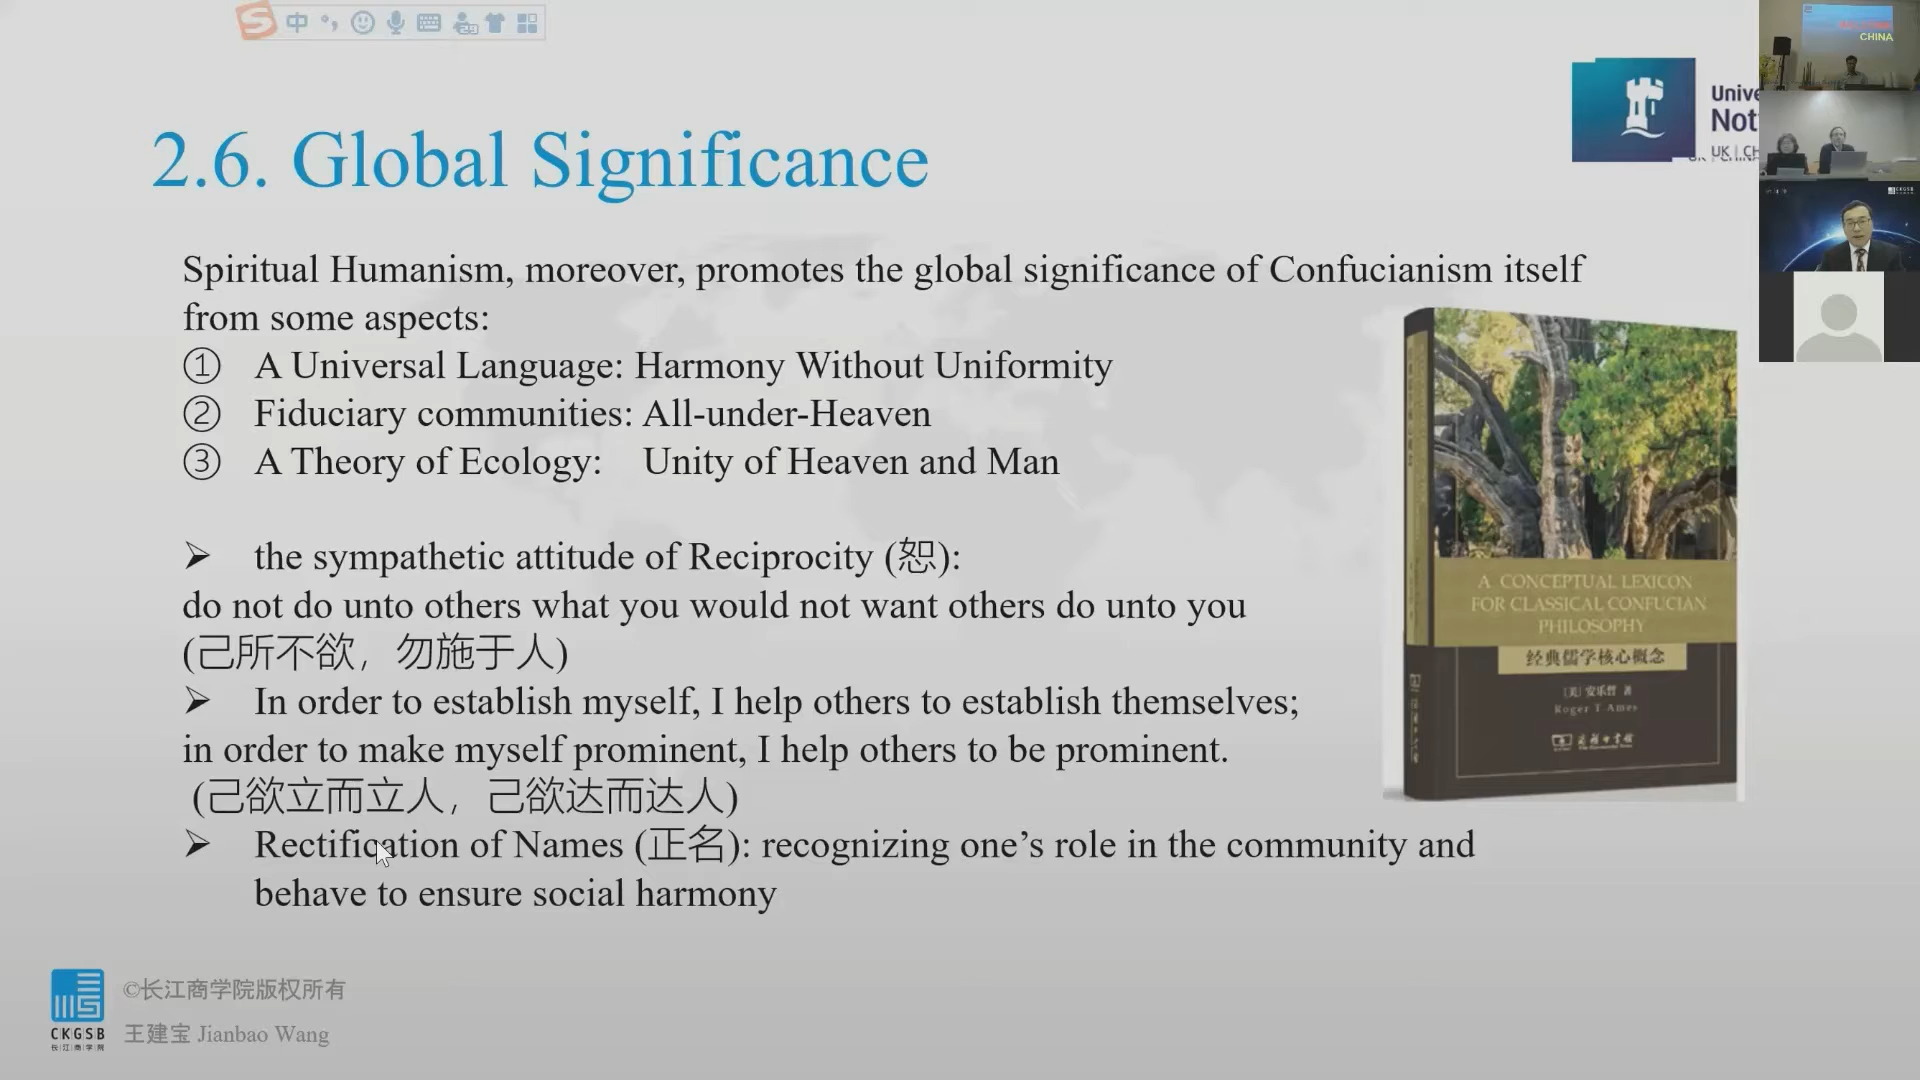 中
CHINA
Unive
Not
UK | CH
2.6. Global Significance
Spiritual Humanism, moreover, promotes the global significance of Confucianism itself
from some aspects:
① A Universal Language: Harmony Without Uniformity
② Fiduciary communities: All-under-Heaven
③ A Theory of Ecology: Unity of Heaven and Man
➢ the sympathetic attitude of Reciprocity (恕):
do not do unto others what you would not want others do unto you
(己所不欲，勿施于人)
➢ In order to establish myself, I help others to establish themselves;
in order to make myself prominent, I help others to be prominent.
(己欲立而立人，己欲达而达人)
➢ Rectification of Names (正名): recognizing one’s role in the community and
behave to ensure social harmony
A CONCEPTUAL LEXICON
FOR CLASSICAL CONFUCIAN
PHILOSOPHY
经典儒学核心概念
[美] 安乐哲 著
Roger T Ames
商务印书馆
The Commercial Press
CKGSB
长江商学院
©长江商学院版权所有
王建宝 Jianbao Wang